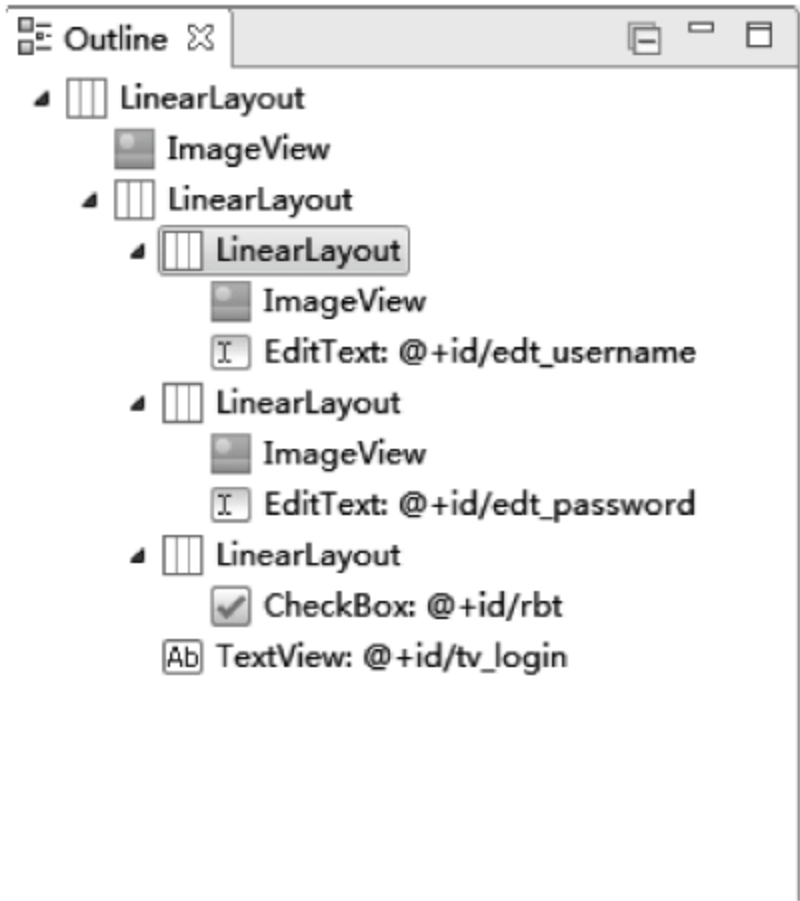 Outline
LinearLayout
ImageView
LinearLayout
LinearLayout
ImageView
EditText: @+id/edt_username
LinearLayout
ImageView
EditText: @+id/edt_password
LinearLayout
CheckBox: @+id/rbt
Ab TextView: @+id/tv_login